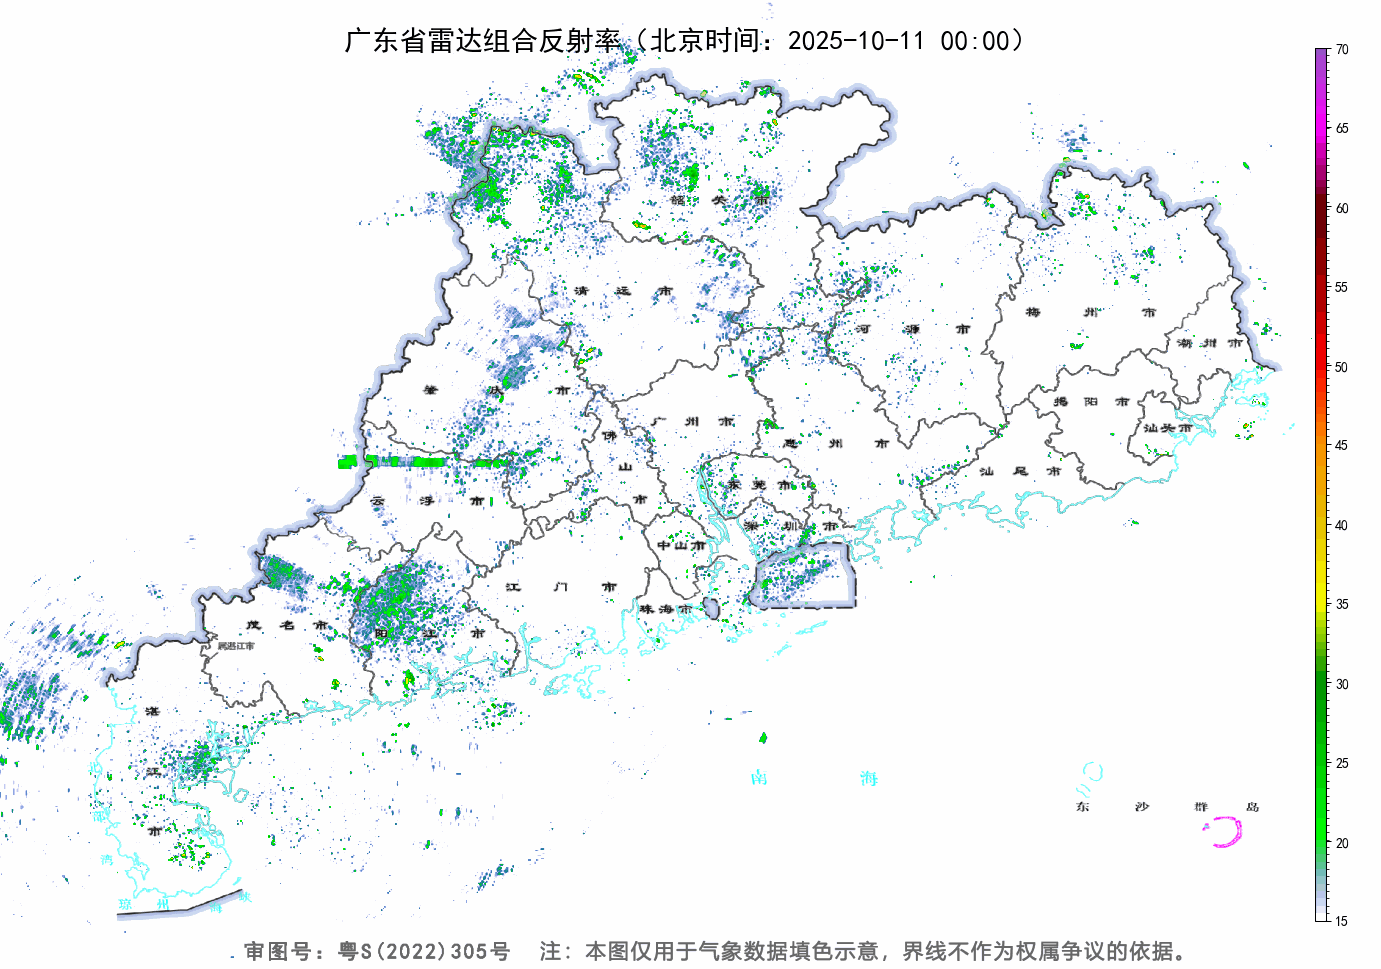 广东省雷达组合反射率（北京时间：2025-10-11 00:00）
70
65
60
55
50
45
40
35
30
25
20
15
韶关市
清远市
河源市
梅州市
潮州市
肇庆市
揭阳市
广州市
汕头市
佛山市
惠州市
汕尾市
东莞市
云浮市
深圳市
中山市
江门市
珠海市
茂名市
阳江市
属湛江市
湛江市
南海
东沙群岛
北部湾
琼州海峡
审图号：粤S(2022)305号 注：本图仅用于气象数据填色示意，界线不作为权属争议的依据。